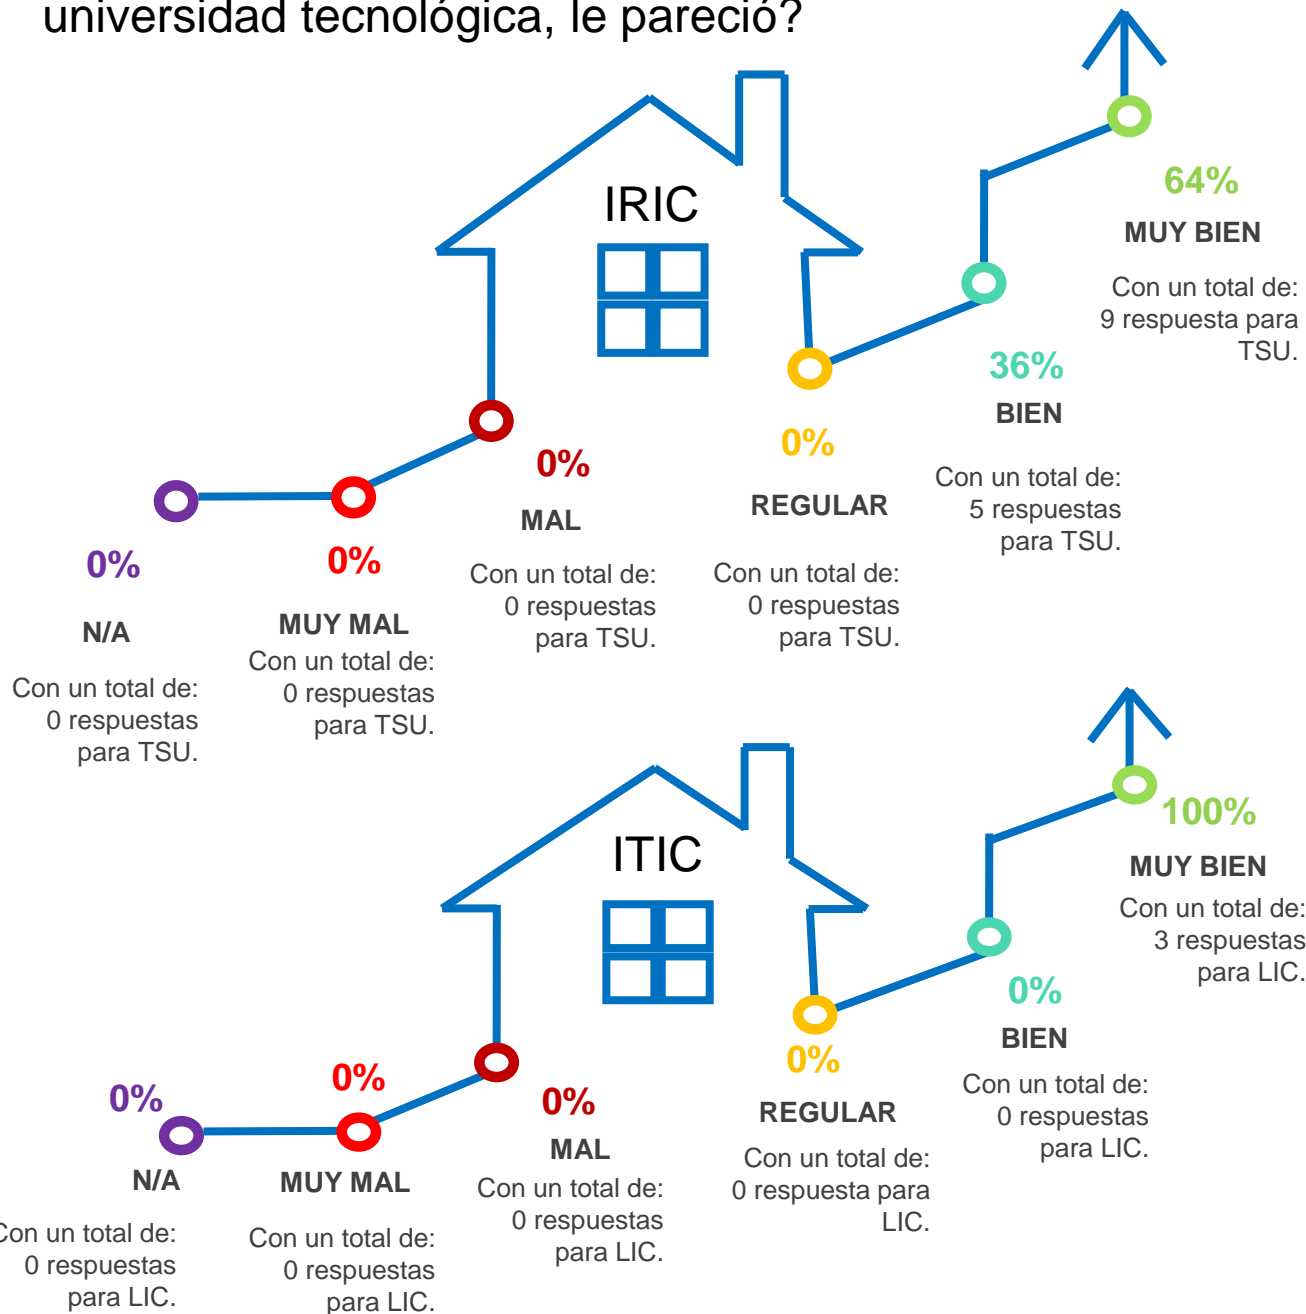 universidad tecnológica, le pareció?
IRIC
64%
MUY BIEN
Con un total de:
9 respuesta para
TSU.
36%
BIEN
Con un total de:
5 respuestas
para TSU.
0%
REGULAR
Con un total de:
0 respuestas
para TSU.
0%
MAL
Con un total de:
0 respuestas
para TSU.
0%
MUY MAL
Con un total de:
0 respuestas
para TSU.
0%
N/A
Con un total de:
0 respuestas
para TSU.
ITIC
100%
MUY BIEN
Con un total de:
3 respuestas
para LIC.
0%
BIEN
Con un total de:
0 respuestas
para LIC.
0%
REGULAR
Con un total de:
0 respuesta para
LIC.
0%
MAL
Con un total de:
0 respuestas
para LIC.
0%
MUY MAL
Con un total de:
0 respuestas
para LIC.
0%
N/A
Con un total de:
0 respuestas
para LIC.